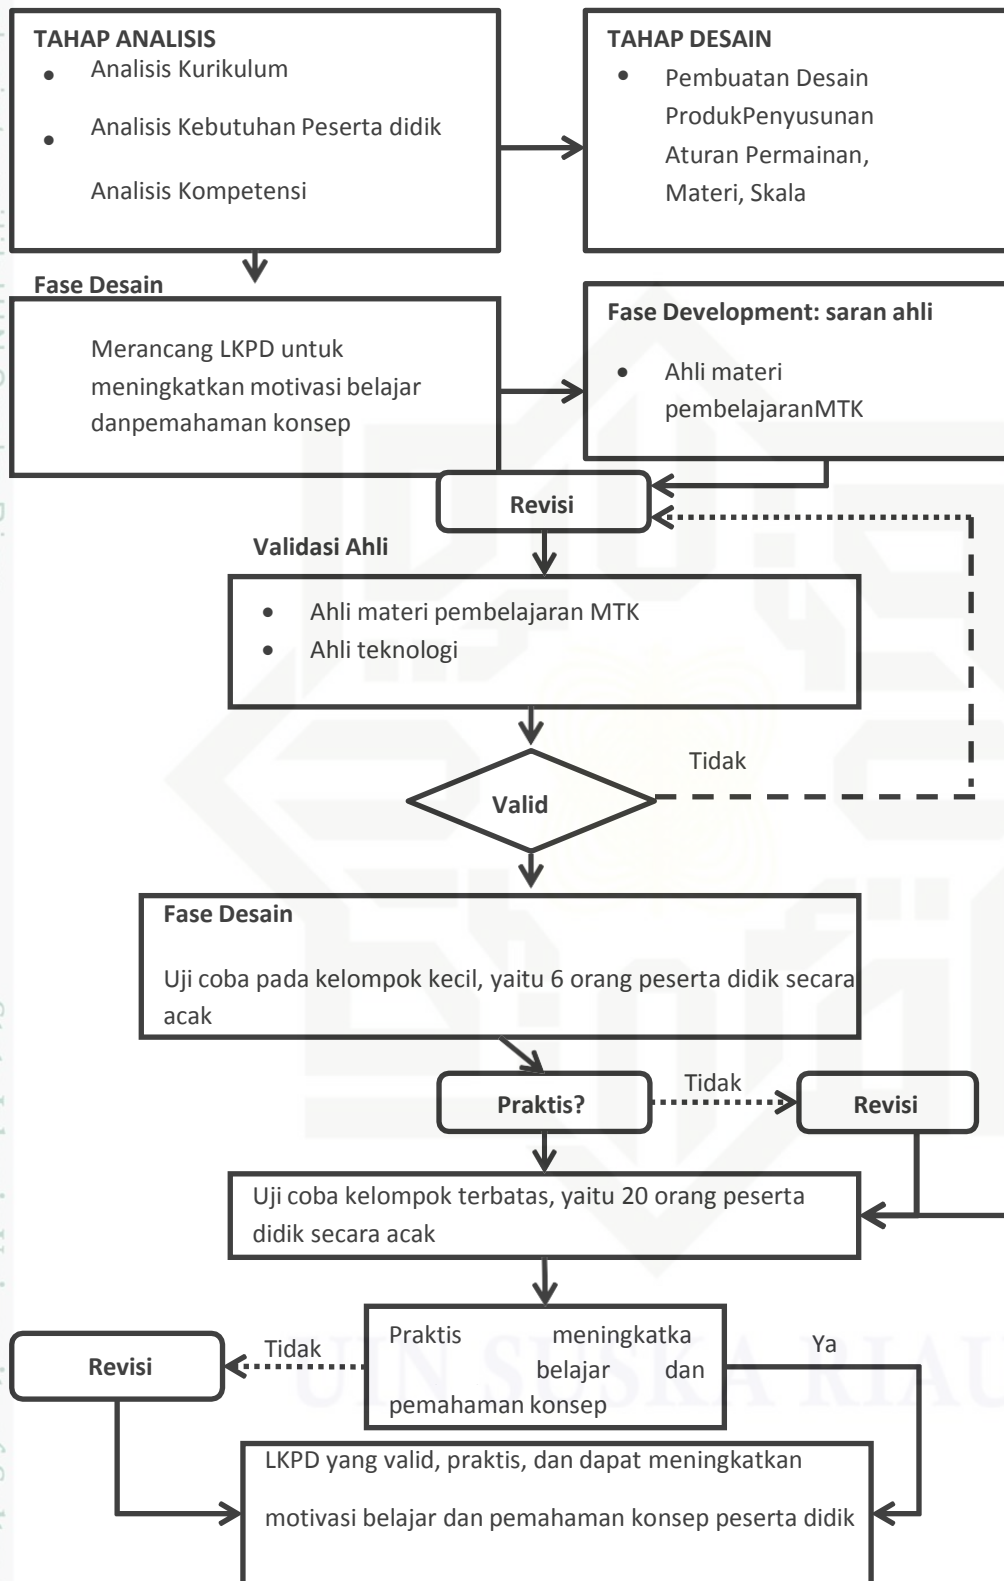 TAHAP ANALISIS
• Analisis Kurikulum
• Analisis Kebutuhan Peserta didik
Analisis Kompetensi
TAHAP DESAIN
• Pembuatan Desain
ProdukPenyusunan
Aturan Permainan,
Materi, Skala
Fase Desain
Merancang LKPD untuk
meningkatkan motivasi belajar
danpemahaman konsep
Fase Development: saran ahli
• Ahli materi
pembelajaranMTK
Revisi
Validasi Ahli
• Ahli materi pembelajaran MTK
• Ahli teknologi
Valid
Tidak
Fase Desain
Uji coba pada kelompok kecil, yaitu 6 orang peserta didik secara
acak
Praktis?
Tidak
Revisi
Uji coba kelompok terbatas, yaitu 20 orang peserta
didik secara acak
Praktis meningkatka
belajar dan
pemahaman konsep
Tidak
Revisi
Ya
UIN SUSKA RIAU
LKPD yang valid, praktis, dan dapat meningkatkan
motivasi belajar dan pemahaman konsep peserta didik